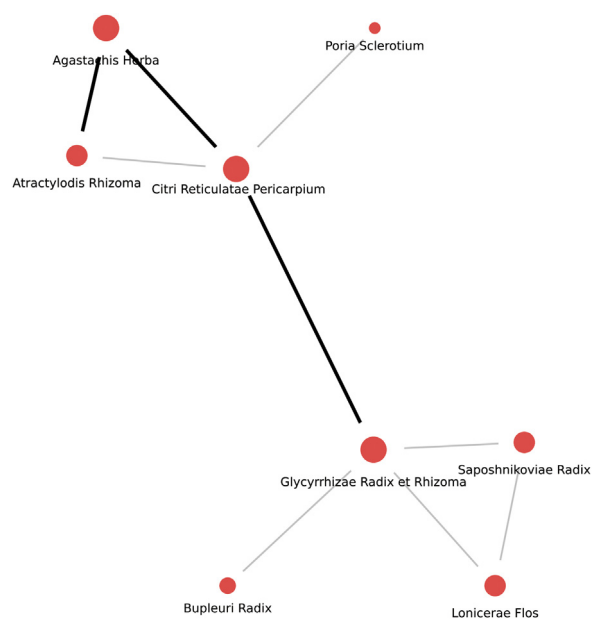 Poria Sclerotium
Agastachis Herba
Atractylodis Rhizoma
Citri Reticulatae Pericarpium
Saposhnikoviae Radix
Glycyrrhizae Radix et Rhizoma
Bupleuri Radix
Lonicerae Flos